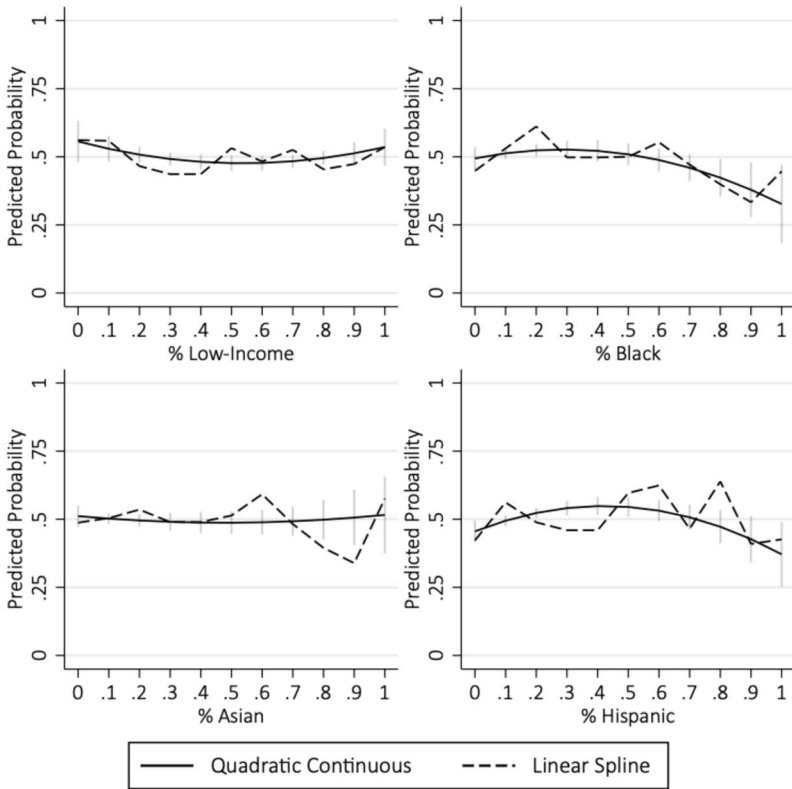 Predicted Probability
1
.75
.5
.25
0
0 .1 .2 .3 .4 .5 .6 .7 .8 .9 1
% Low-Income
Predicted Probability
1
.75
.5
.25
0
0 .1 .2 .3 .4 .5 .6 .7 .8 .9 1
% Black
Predicted Probability
1
.75
.5
.25
0
0 .1 .2 .3 .4 .5 .6 .7 .8 .9 1
% Asian
Predicted Probability
1
.75
.5
.25
0
0 .1 .2 .3 .4 .5 .6 .7 .8 .9 1
% Hispanic
Quadratic Continuous Linear Spline